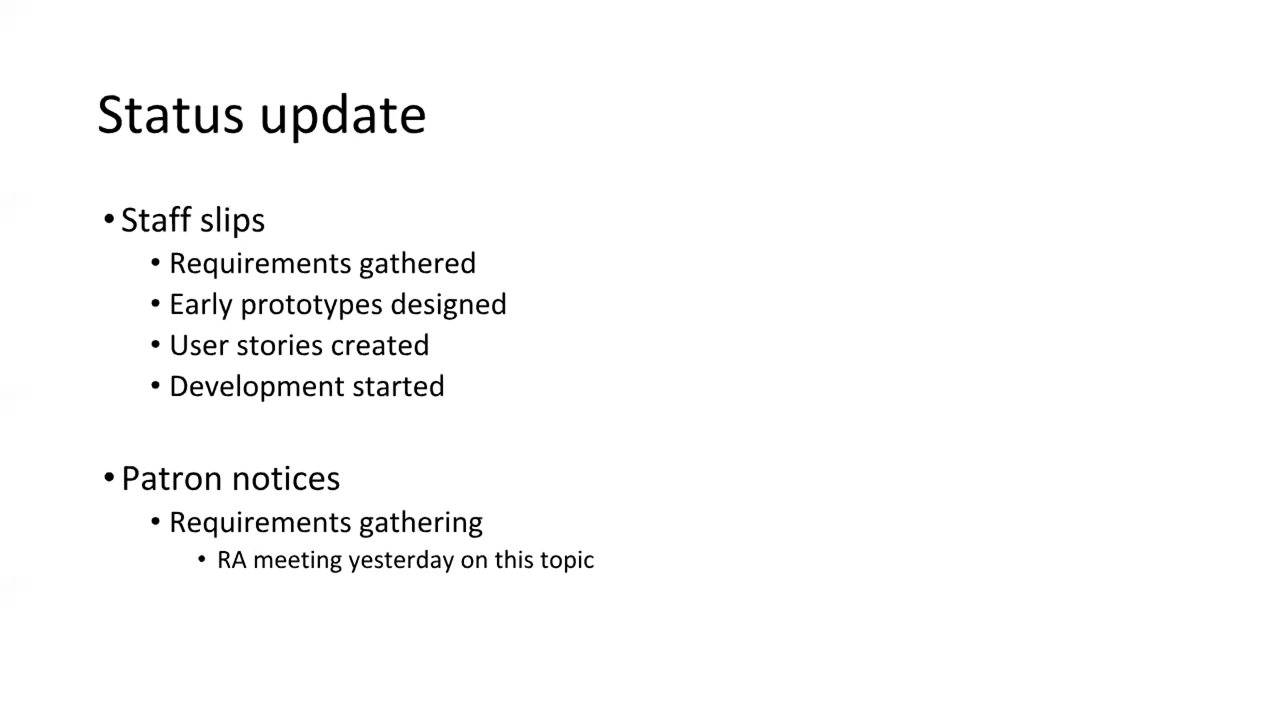 Status update
• Staff slips
• Requirements gathered
• Early prototypes designed
• User stories created
• Development started
• Patron notices
• Requirements gathering
• RA meeting yesterday on this topic